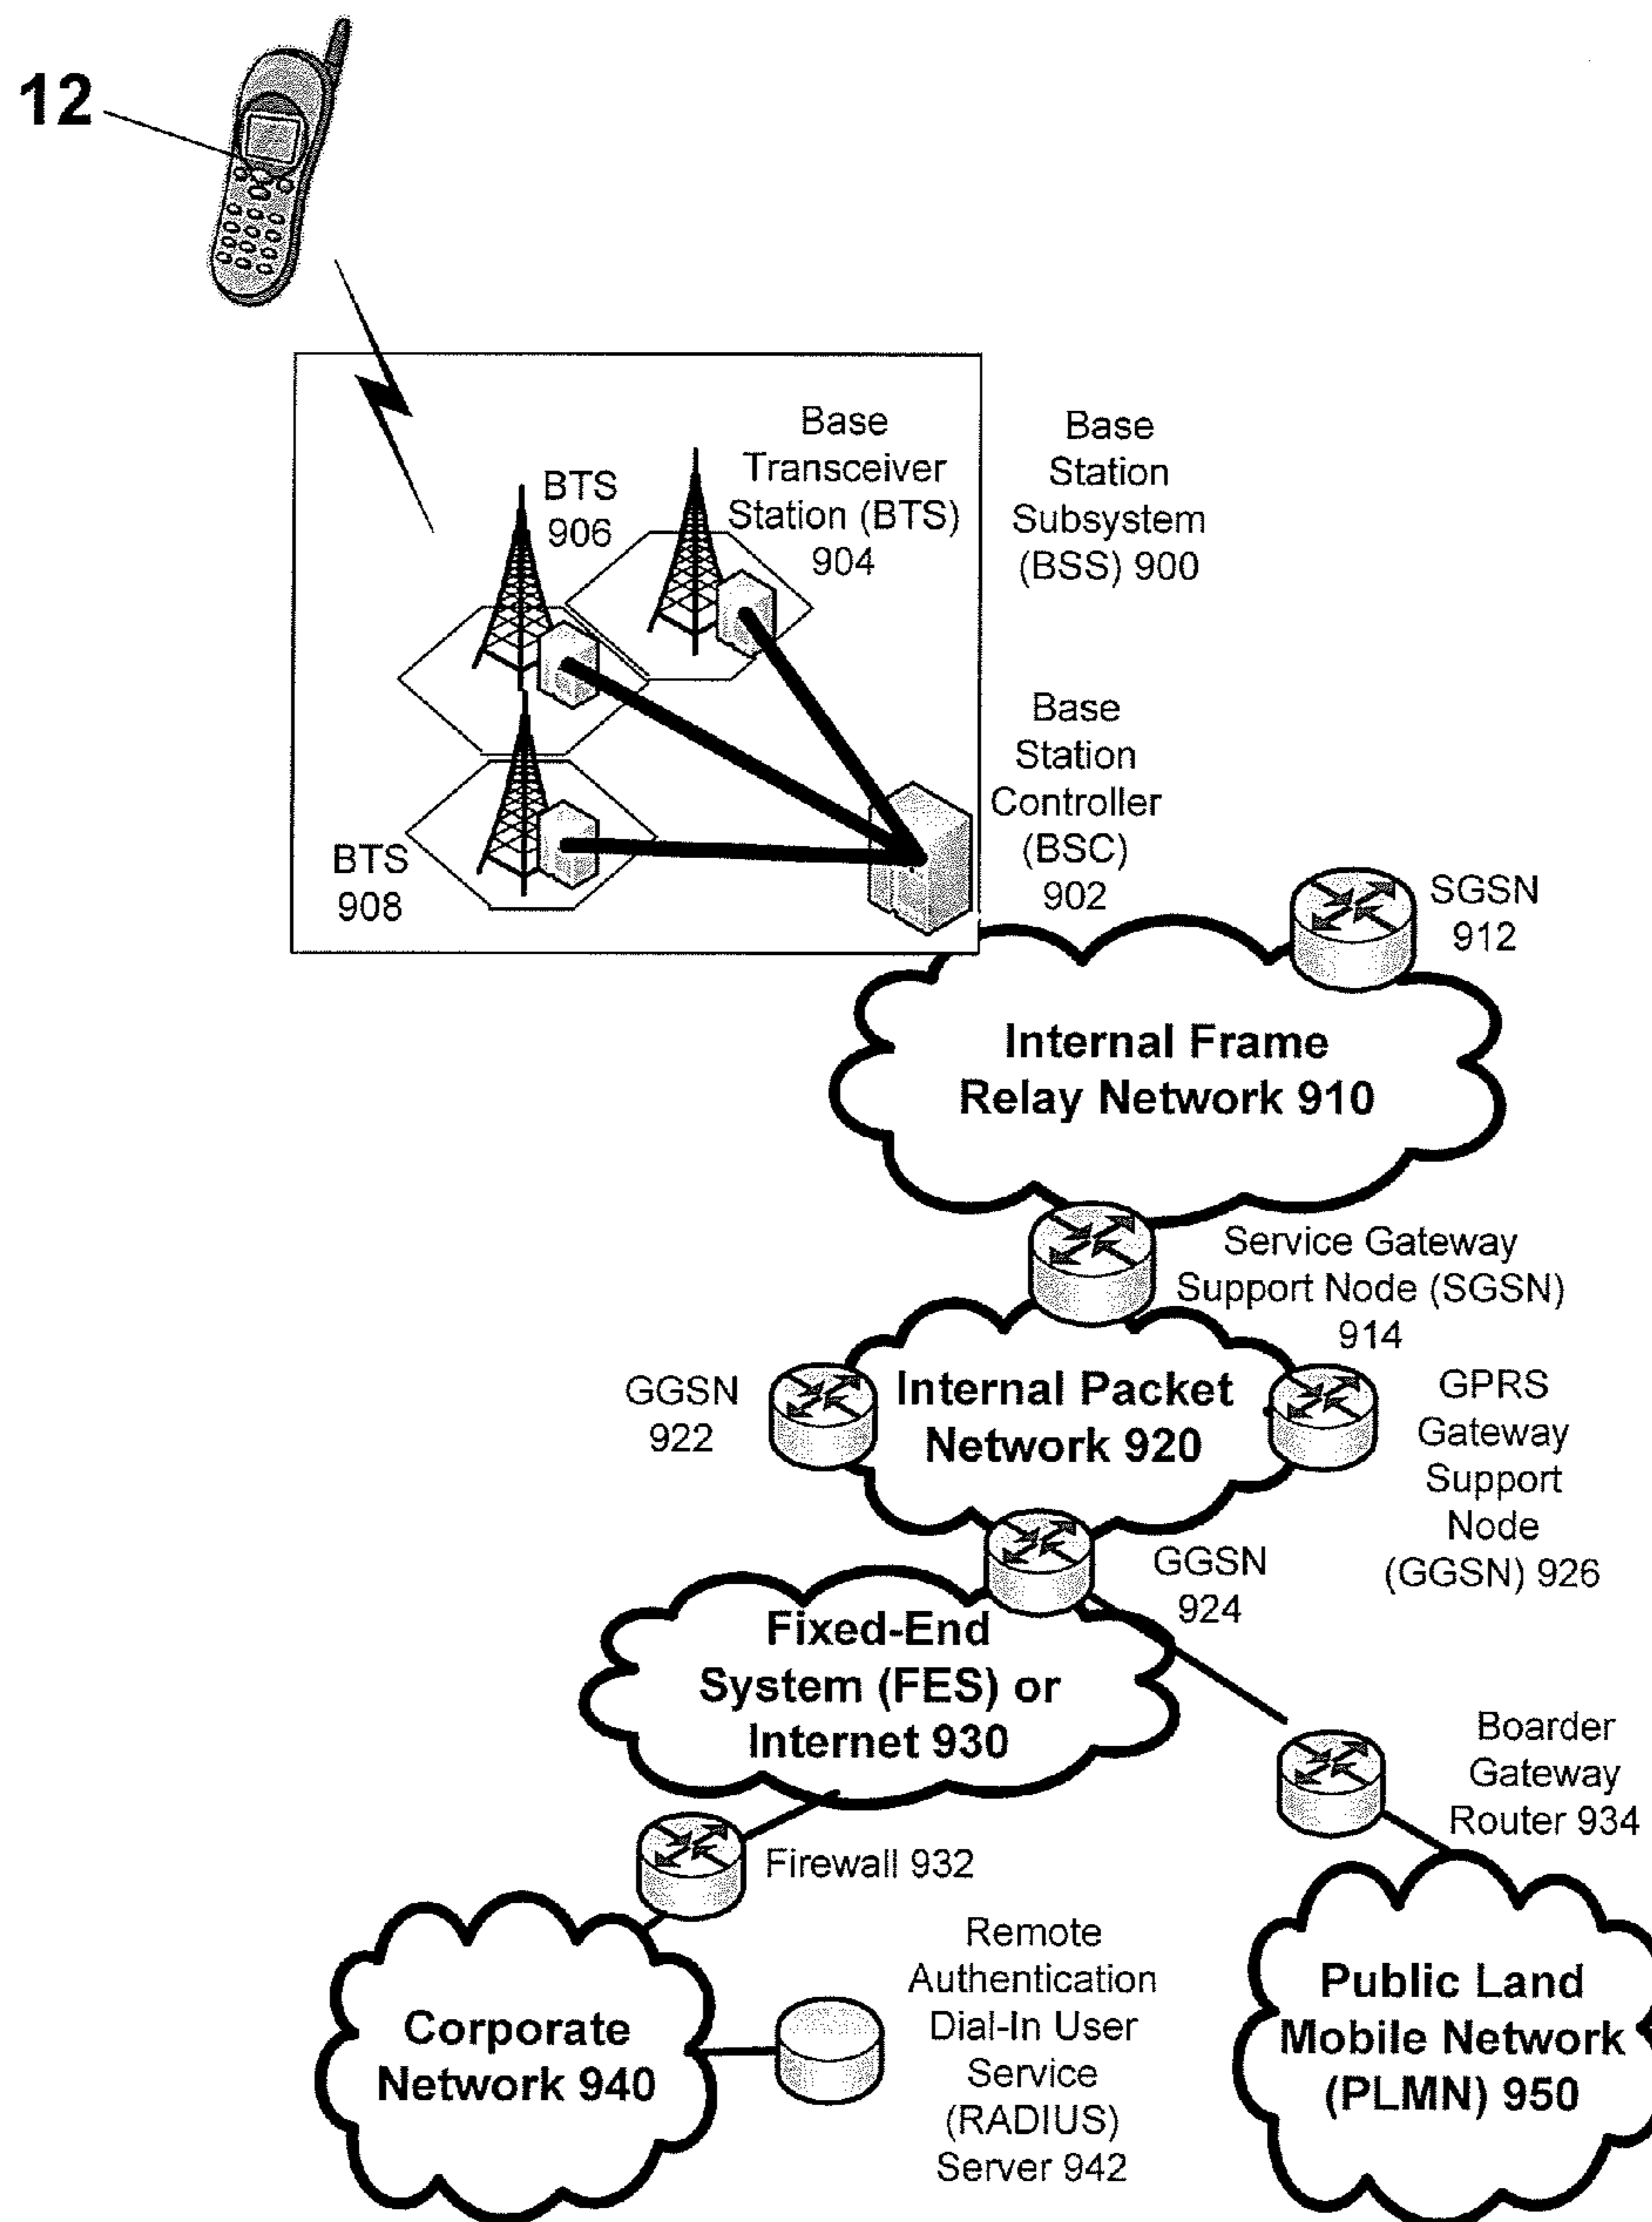 12
Base
Transceiver
Station (BTS)
904
BTS
906
Base
Station
Subsystem
(BSS) 900
Base
Station
Controller
(BSC)
902
BTS
908
SGSN
912
Internal Frame
Relay Network 910
Service Gateway
Support Node (SGSN)
914
GGSN
922
Internal Packet
Network 920
GPRS
Gateway
Support
Node
(GGSN) 926
GGSN
924
Fixed-End
System (FES) or
Internet 930
Boarder
Gateway
Router 934
Firewall 932
Remote
Authentication
Dial-In User
Service
(RADIUS)
Server 942
Corporate
Network 940
Public Land
Mobile Network
(PLMN) 950